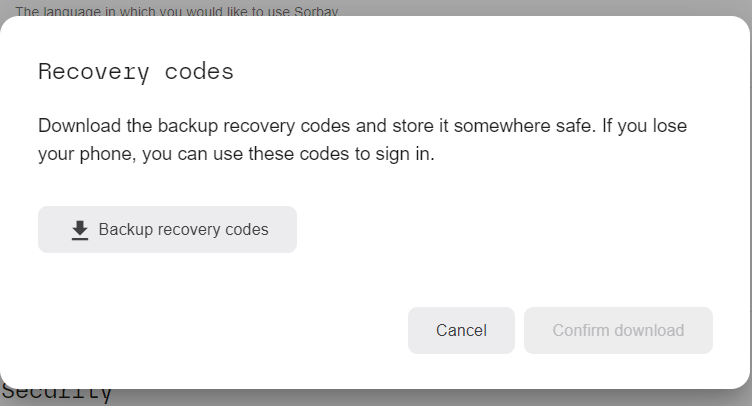 The language in which you would like to use Sorbay
Recovery codes
Download the backup recovery codes and store it somewhere safe. If you lose
your phone, you can use these codes to sign in.
Backup recovery codes
Cancel Confirm download
Security